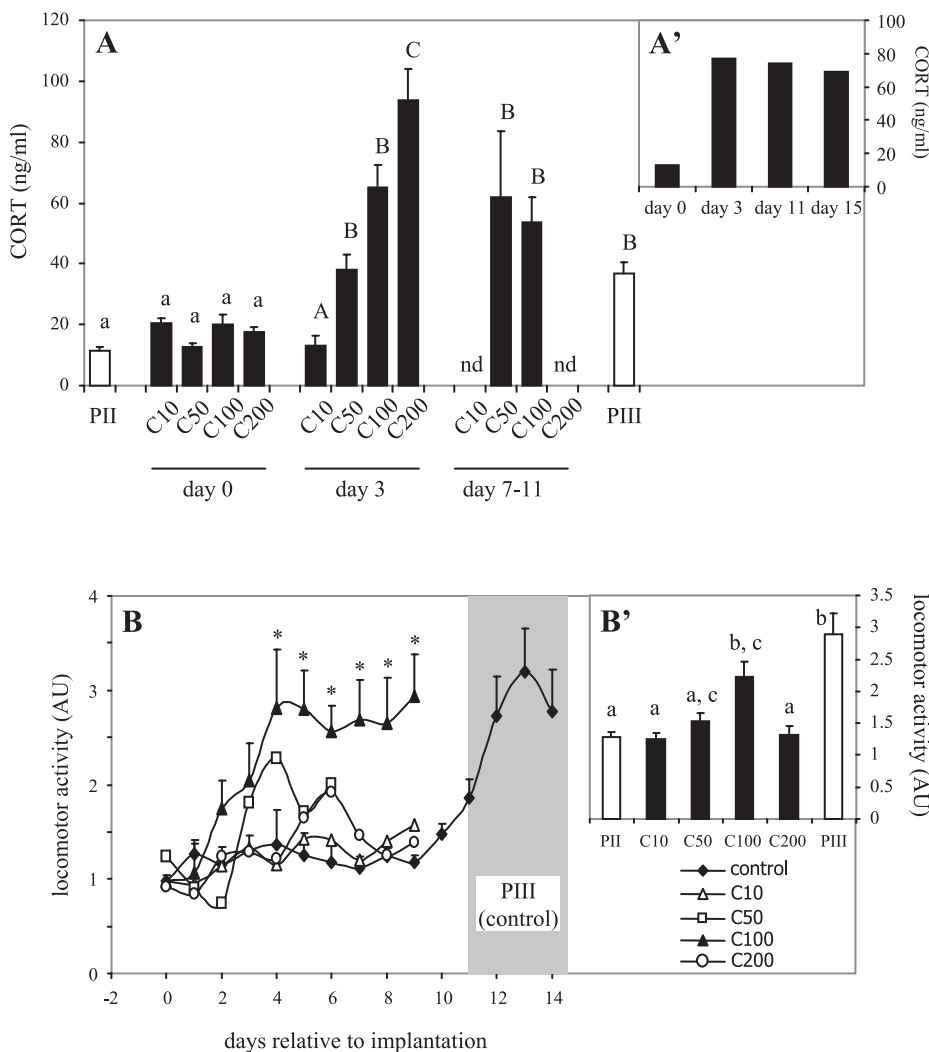 A
CORT (ng/ml)
120
100
80
60
40
20
0
a
a
a
a
a
A
B
B
C
nd
B
B
nd
B
PII
C10
C50
C100
C200
C10
C50
C100
C200
C10
C50
C100
C200
PIII
day 0
day 3
day 7-11
A’
100
80
60
40
20
0
CORT
(ng/ml)
day 0
day 3
day 11
day 15
B
locomotor activity (AU)
4
3
2
1
0
*
*
*
*
*
*
PIII
(control)
0
2
4
6
8
10
12
14
days relative to implantation
B’
3.5
3
2.5
2
1.5
1
0.5
0
locomotor activity (AU)
a
a
a, c
b, c
a
b
PII
C10
C50
C100
C200
PIII
control
C10
C50
C100
C200